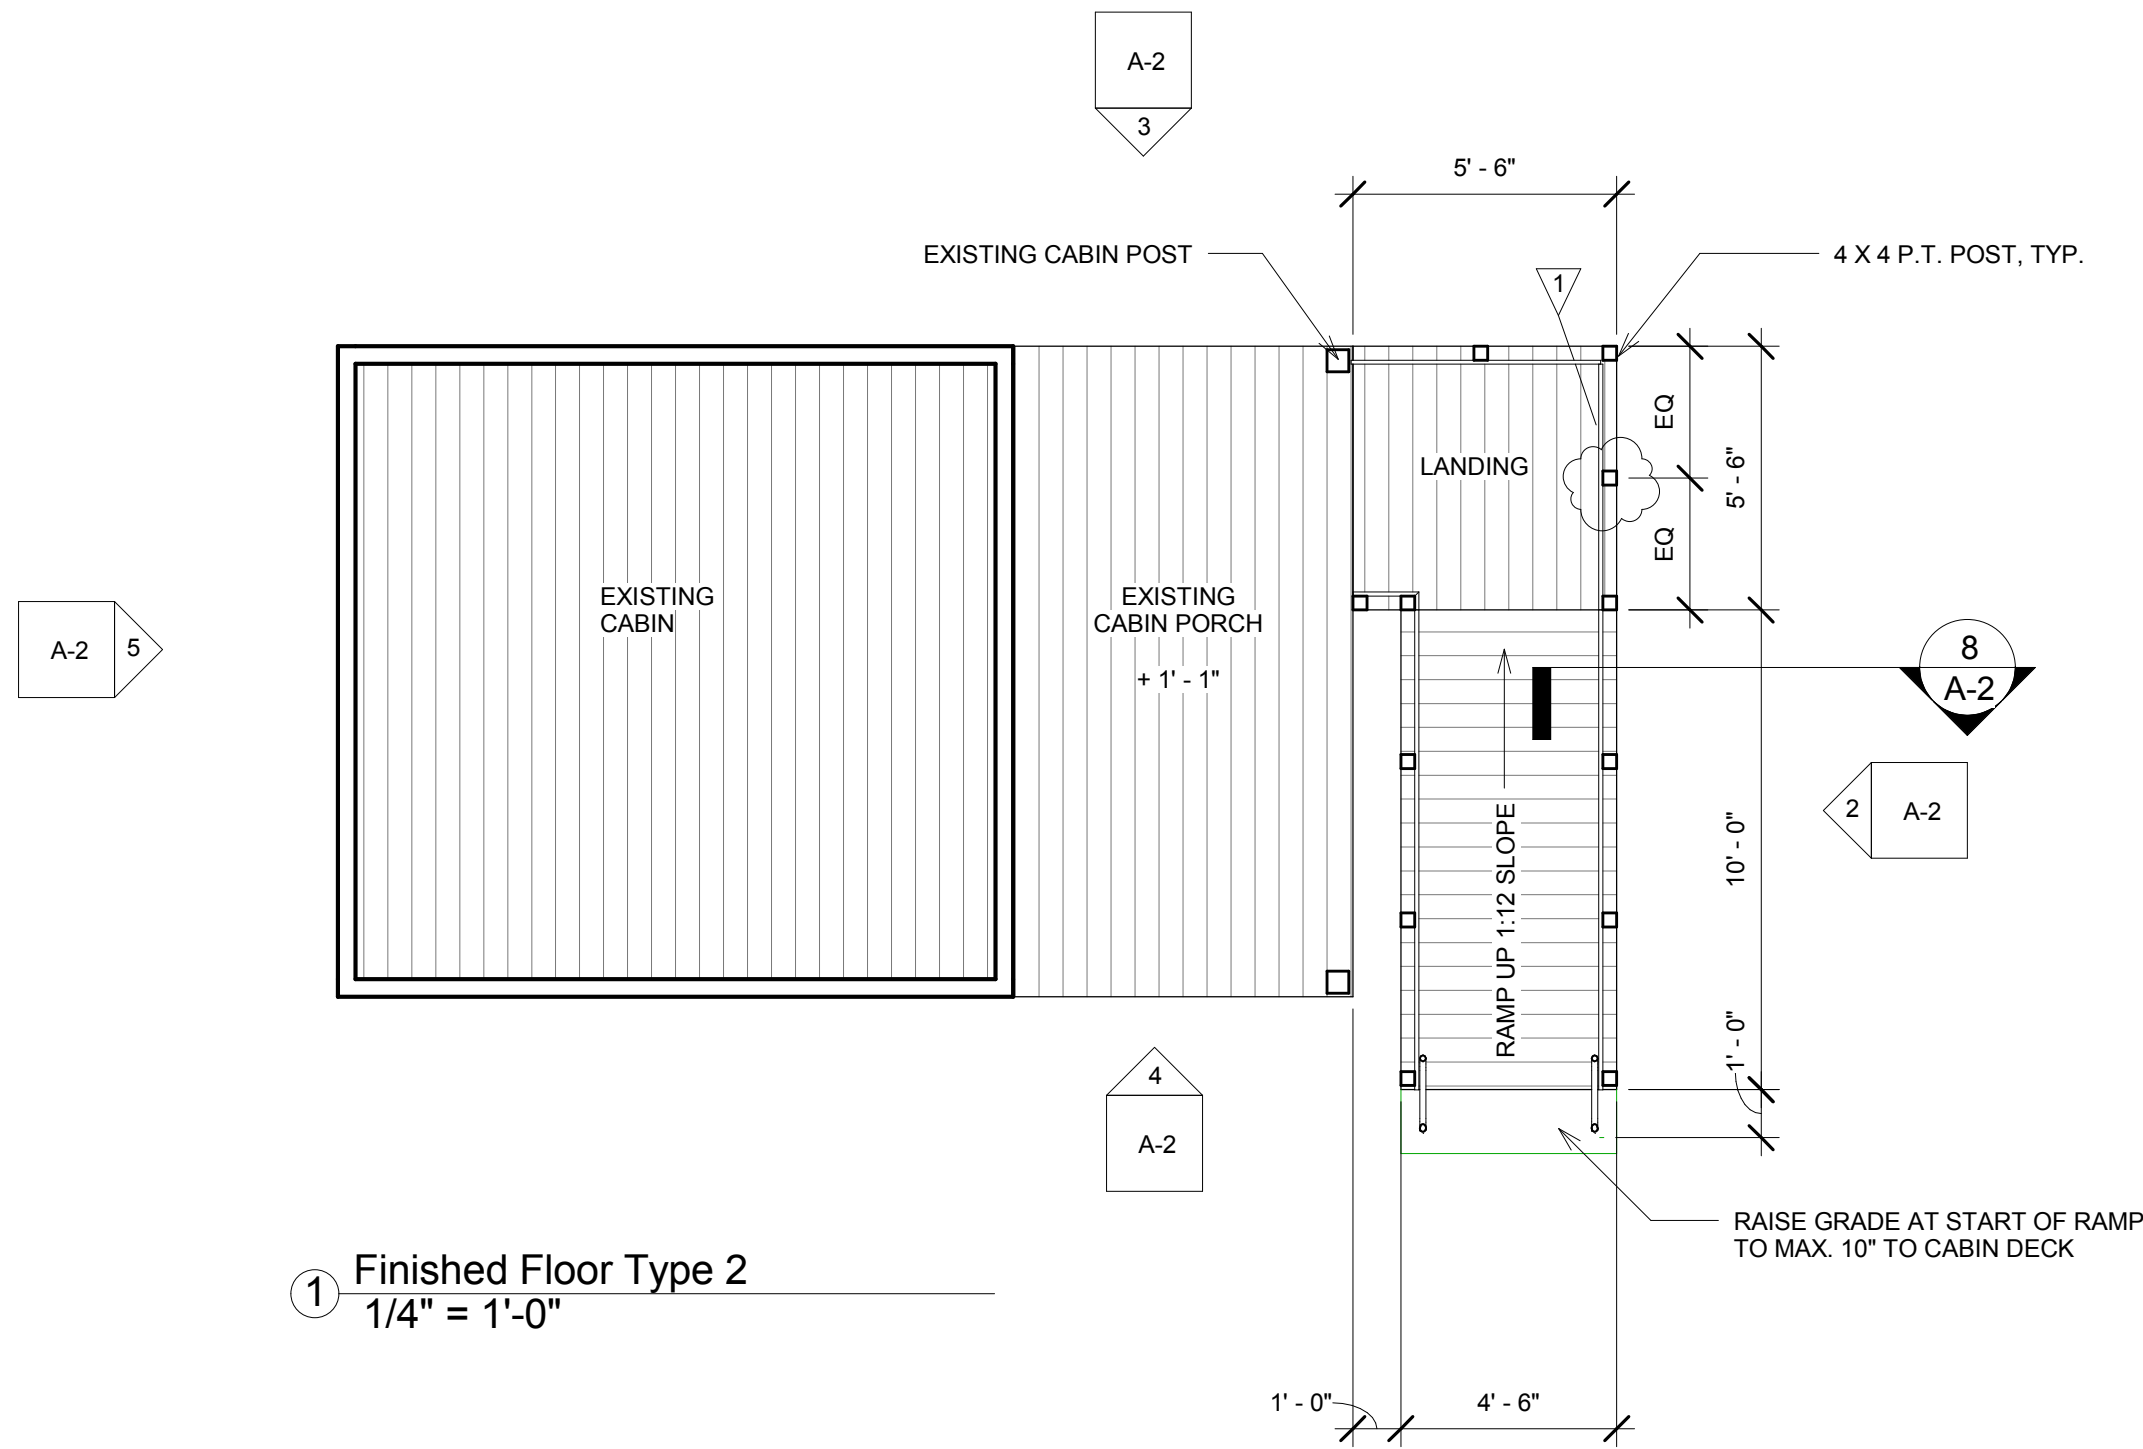 A-2
3
5' - 6"
EXISTING CABIN POST
4 X 4 P.T. POST, TYP.
1
EQ
LANDING
5' - 6"
EQ
EXISTING
CABIN
EXISTING
CABIN PORCH
+ 1' - 1"
A-2
5
8
A-2
2
A-2
10' - 0"
RAMP UP 1:12 SLOPE
1' - 0"
4
A-2
RAISE GRADE AT START OF RAMP
TO MAX. 10" TO CABIN DECK
1
Finished Floor Type 2
1/4" = 1'-0"
1' - 0"
4' - 6"